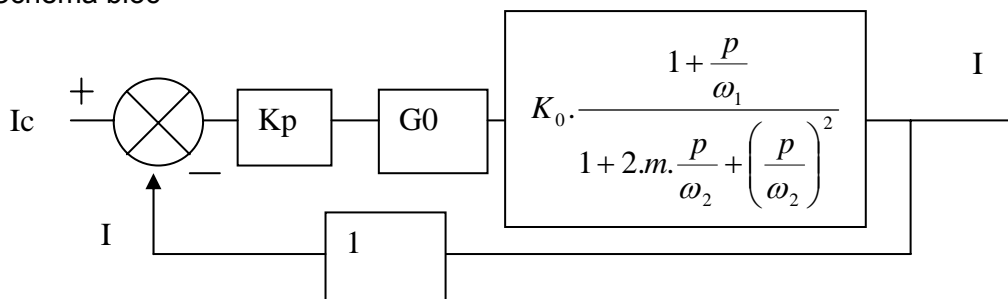 Schéma bloc
Ic + − Kp G0 K₀. (1 + p/ω₁) / (1 + 2.m. p/ω₂ + (p/ω₂)²) I
I 1